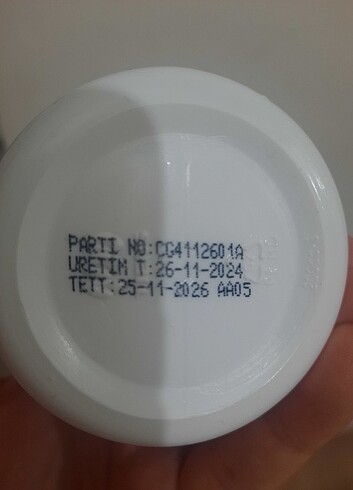 PARTI NO:CG4112601A
URETIM T:26-11-2024
TETT:25-11-2026 AA05